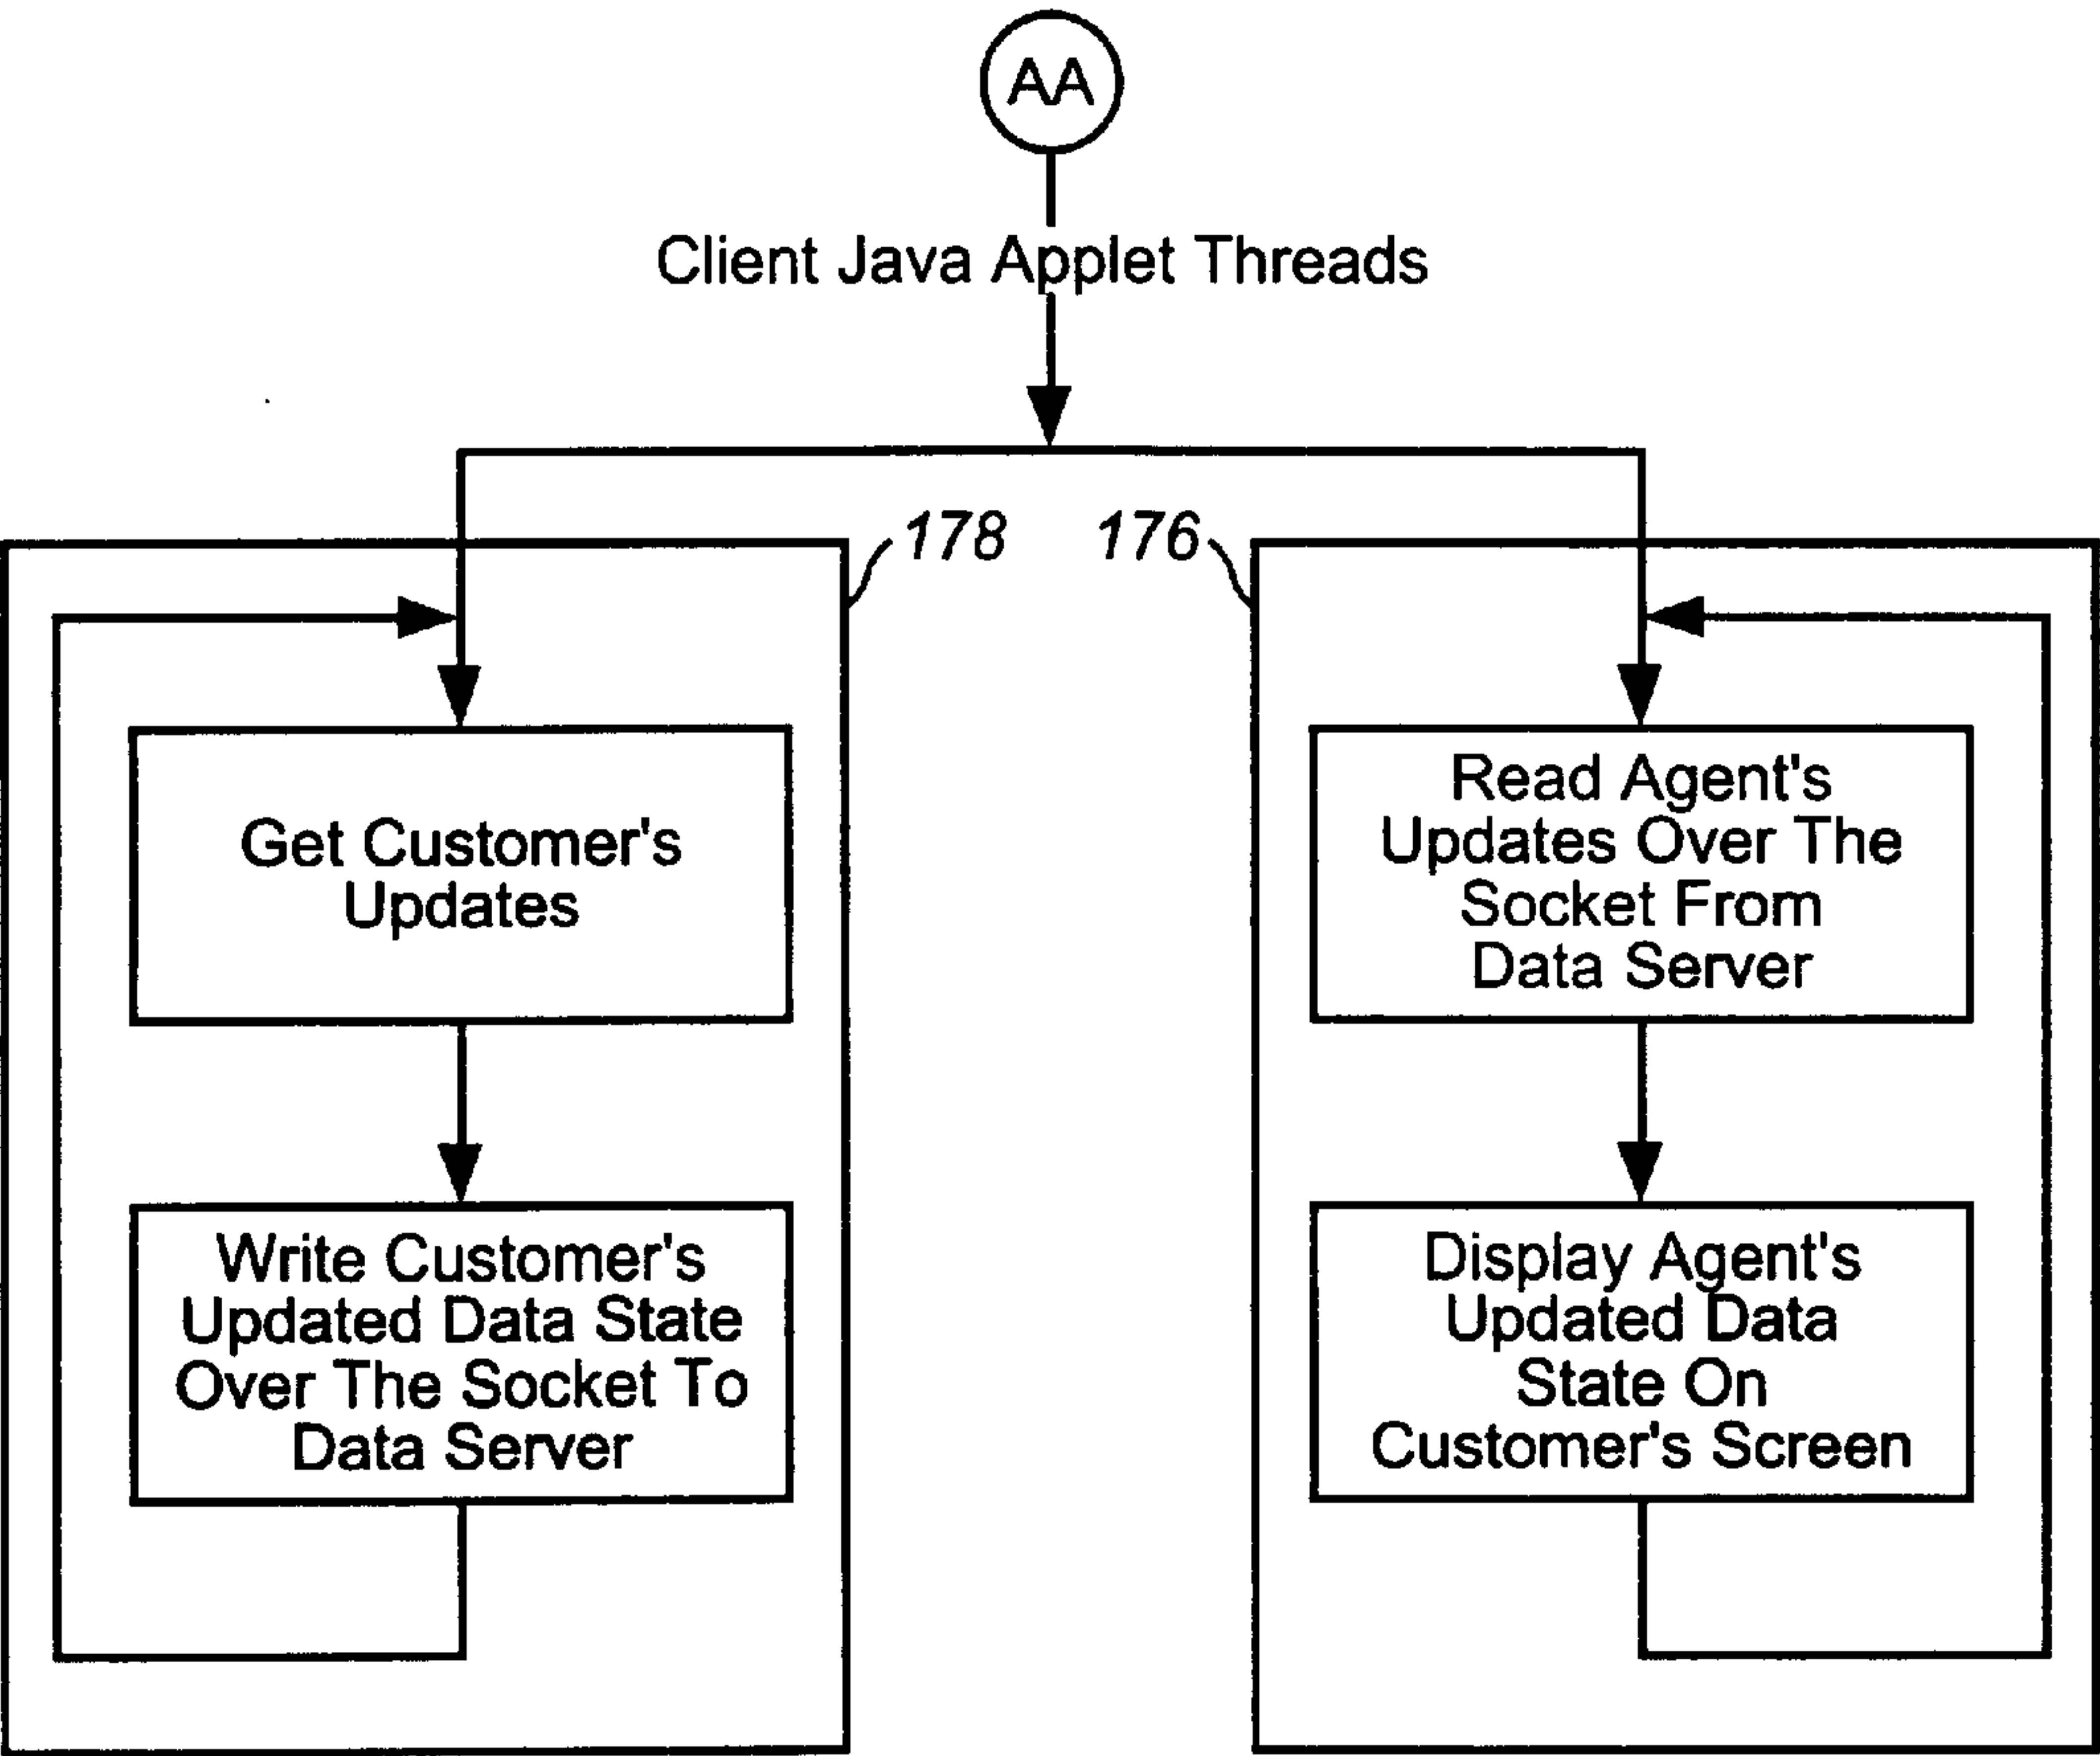 AA
Client Java Applet Threads
178
176
Get Customer's
Updates
Write Customer's
Updated Data State
Over The Socket To
Data Server
Read Agent's
Updates Over The
Socket From
Data Server
Display Agent's
Updated Data
State On
Customer's Screen